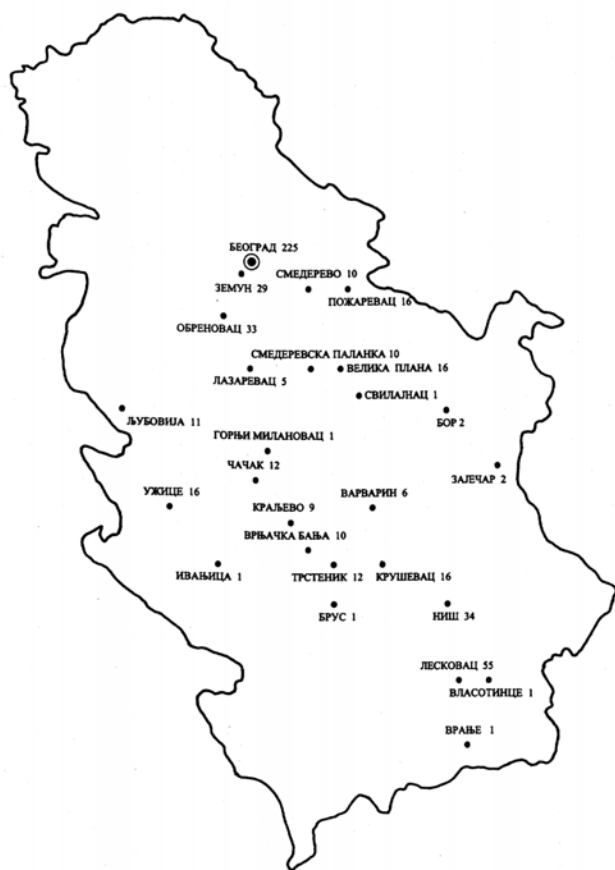 БЕОГРАД 225
ЗЕМУН 29
СМЕДЕРЕВО 10
ПОЖАРЕВАЦ 16
ОБРЕНОВАЦ 33
СМЕДЕРЕВСКА ПАЛАНКА 10
ВЕЛИКА ПЛАНА 16
ЛАЗАРЕВАЦ 5
СВИЛАЈНАЦ 1
ЉУБОВИЈА 11
БОР 2
ГОРЊИ МИЛАНОВАЦ 1
ЧАЧАК 12
ЗАЈЕЧАР 2
УЖИЦЕ 16
ВАРВАРИН 6
КРАЉЕВО 9
ВРЊАЧКА БАЊА 10
ИВАЊИЦА 1
ТРСТЕНИК 12
КРУШЕВАЦ 16
БРУС 1
НИШ 34
ЛЕСКОВАЦ 55
ВЛАСОТИНЦЕ 1
ВРАЊЕ 1